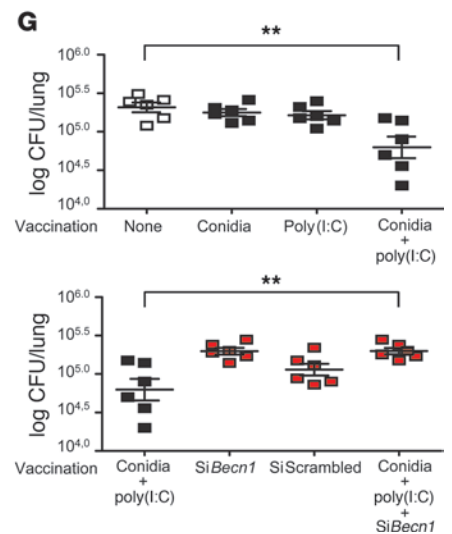 G
**
log CFU/lung
10^6.0
10^5.5
10^5.0
10^4,5
10^4,0
Vaccination
None
Conidia
Poly(I:C)
Conidia
+
poly(I:C)
**
log CFU/lung
10^6.0
10^5.5
10^5.0
10^4.5
10^4,0
Vaccination
Conidia
+
poly(I:C)
SiBecn1
SiScrambled
Conidia
+
poly(I:C)
+
SiBecn1